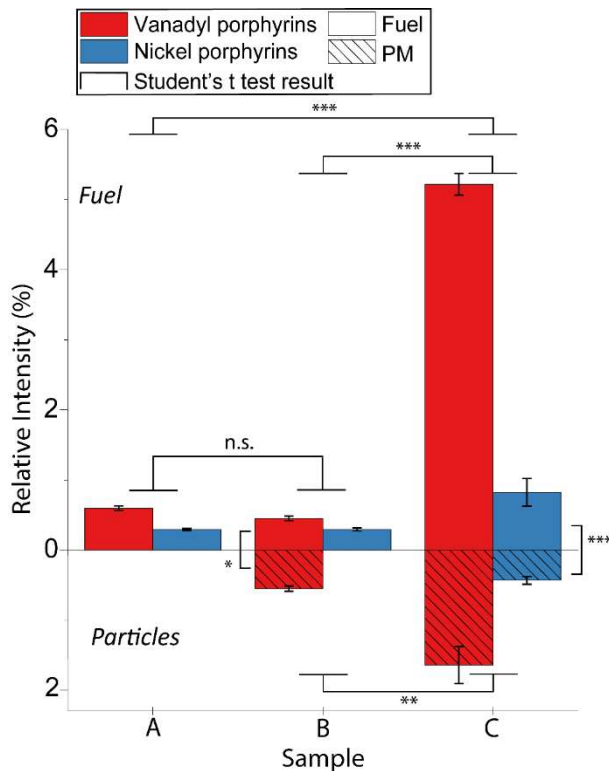 Vanadyl porphyrins Fuel
Nickel porphyrins PM
Student's t test result
***
6
***
Fuel
4
Relative Intensity (%)
2
n.s.
0
*
***
Particles
2
**
A B C
Sample